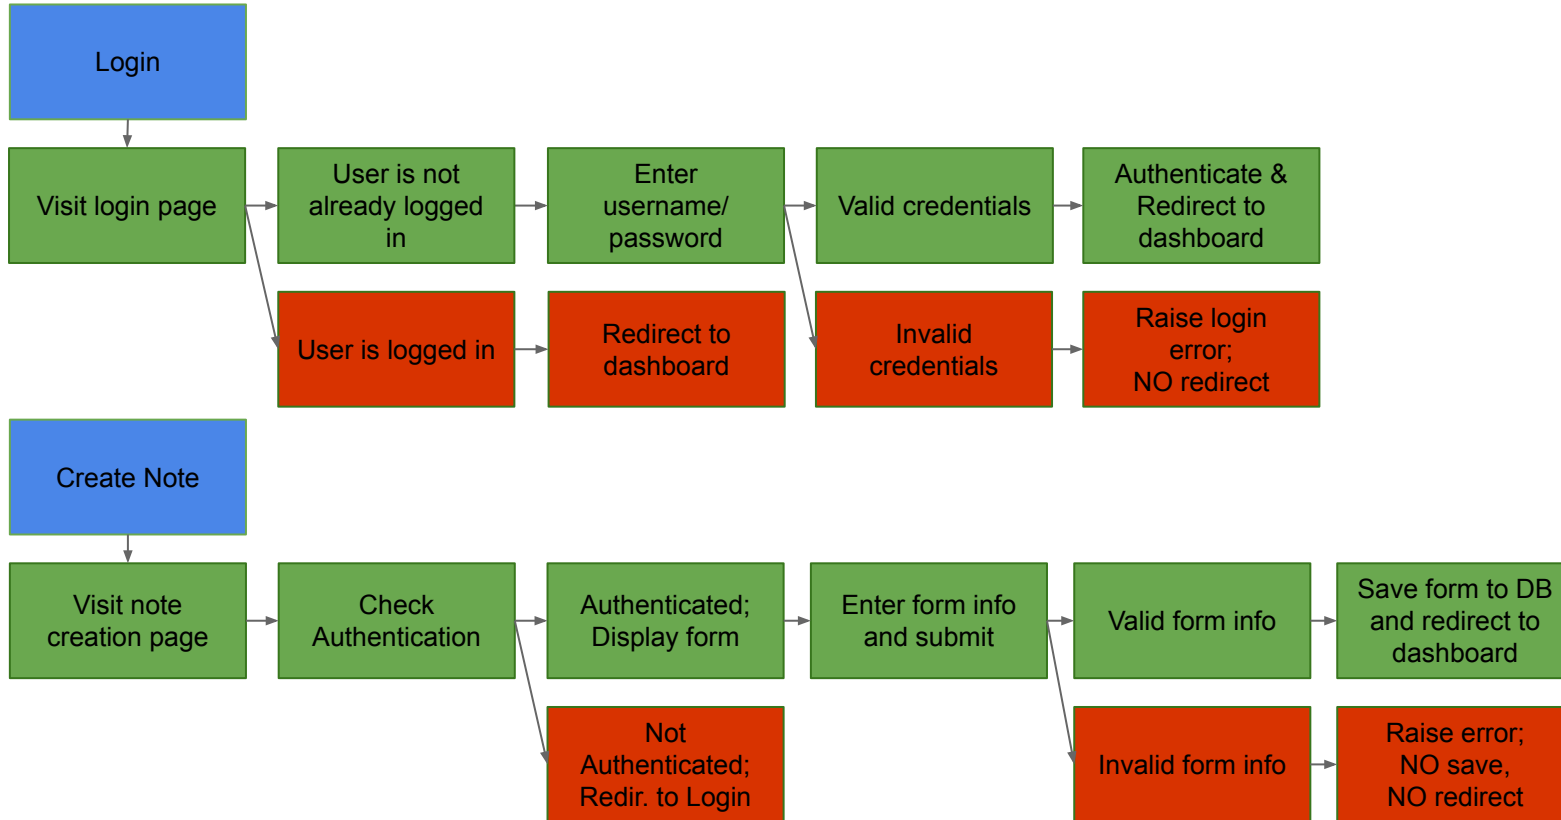 Login
Visit login page
User is not
already logged
in
Enter
username/
password
Valid credentials
Authenticate &
Redirect to
dashboard
User is logged in
Redirect to
dashboard
Invalid
credentials
Raise login
error;
NO redirect
Create Note
Visit note
creation page
Check
Authentication
Authenticated;
Display form
Enter form info
and submit
Valid form info
Save form to DB
and redirect to
dashboard
Not
Authenticated;
Redir. to Login
Invalid form info
Raise error;
NO save,
NO redirect